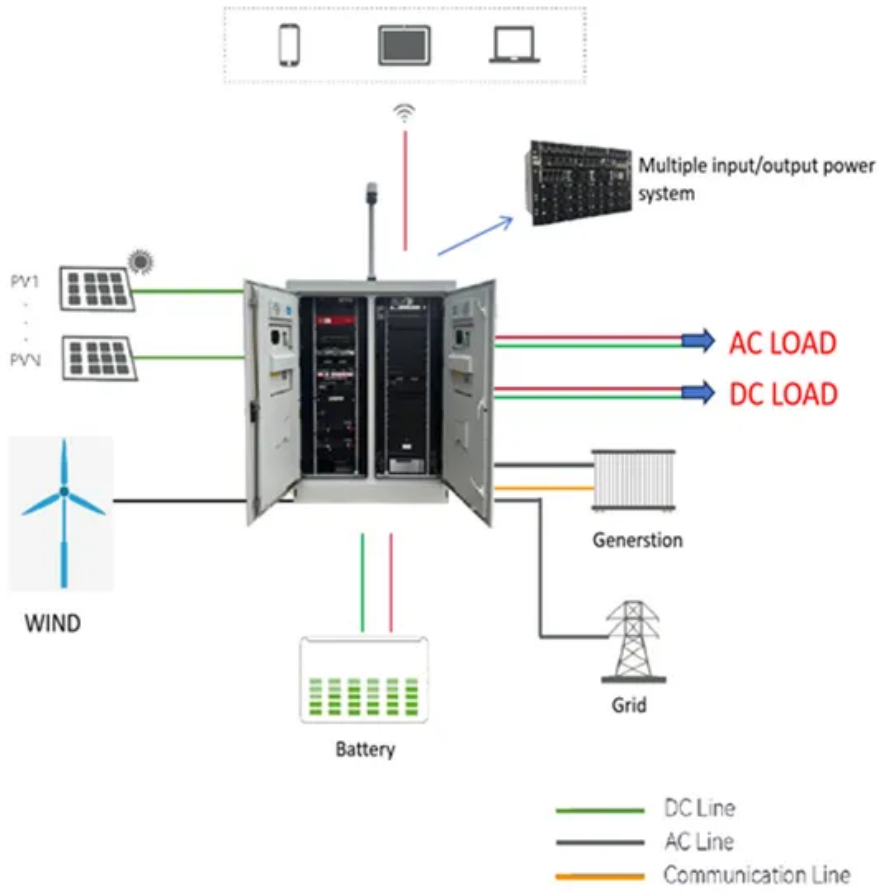 Multiple input/output power
system
PV1
PVN
AC LOAD
DC LOAD
WIND
Generstion
Grid
Battery
DC Line
AC Line
Communication Line